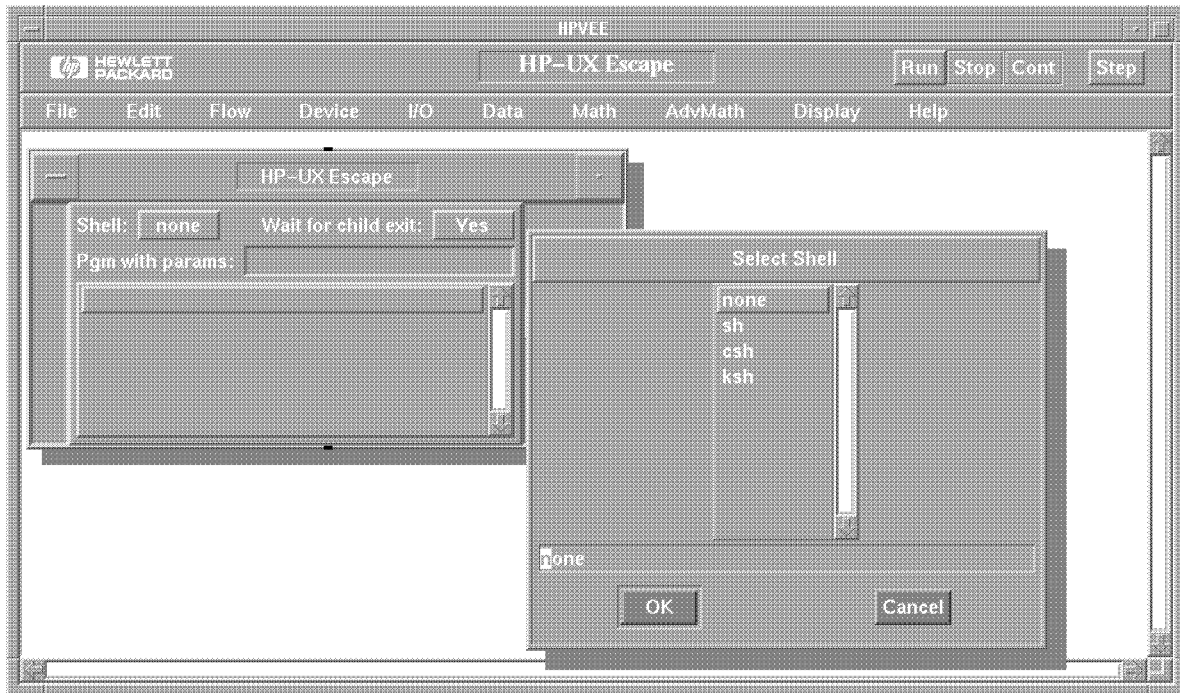 HPVEE
hp HEWLETT PACKARD
HP-UX Escape
Run Stop Cont Step
File Edit Flow Device I/O Data Math AdvMath Display Help
HP-UX Escape
Shell: none Wait for child exit: Yes
Pgm with params:
Select Shell
none
sh
csh
ksh
none
OK Cancel